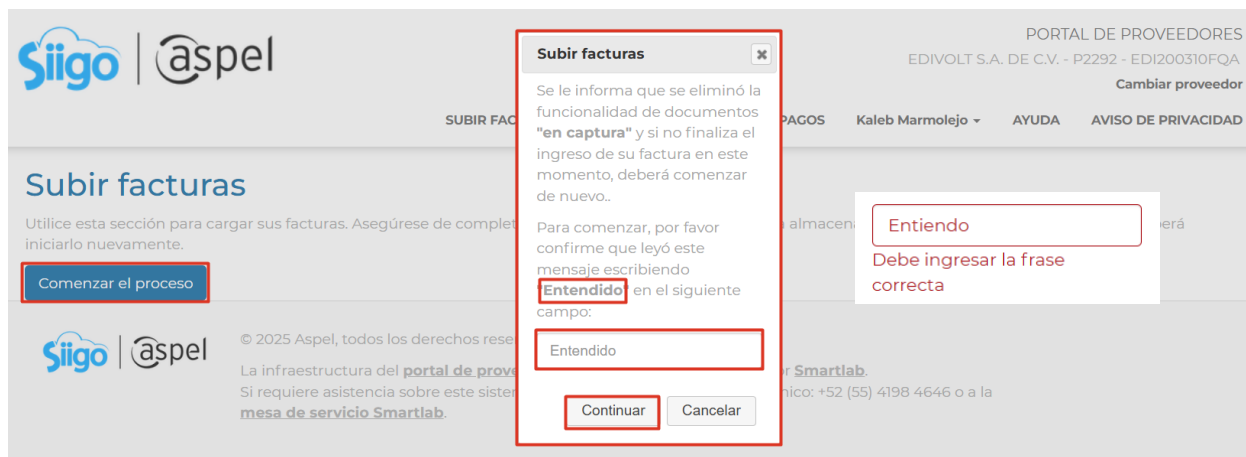 Siigo | aspel
PORTAL DE PROVEEDORES
EDIVOLT S.A. DE C.V. - P2292 - EDI200310FQA
Cambiar proveedor
SUBIR FAC
PAGOS
Kaleb Marmolejo
AYUDA
AVISO DE PRIVACIDAD
Subir facturas
Utilice esta sección para cargar sus facturas. Asegúrese de complet
almacen
erá
iniciarlo nuevamente.
Comenzar el proceso
Subir facturas
Se le informa que se eliminó la
funcionalidad de documentos
"en captura" y si no finaliza el
ingreso de su factura en este
momento, deberá comenzar
de nuevo..
Para comenzar, por favor
confirme que leyó este
mensaje escribiendo
"Entendido" en el siguiente
campo:
Entendido
Continuar
Cancelar
Entiendo
Debe ingresar la frase
correcta
Siigo | aspel
© 2025 Aspel, todos los derechos rese
La infraestructura del portal de prove
r Smartlab.
Si requiere asistencia sobre este sister
nico: +52 (55) 4198 4646 o a la
mesa de servicio Smartlab.